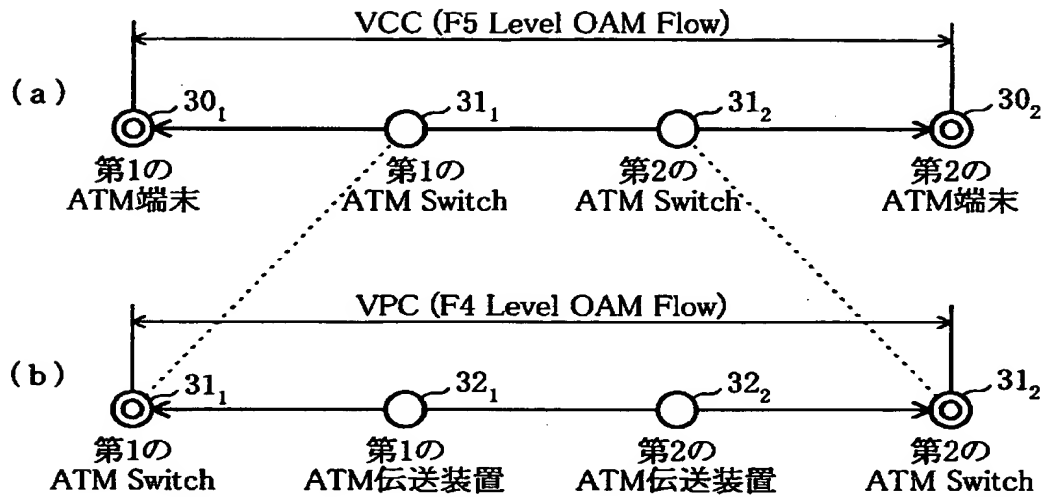 VCC (F5 Level OAM Flow)
(a)
30₁
31₁
31₂
30₂
第1の
ATM端末
第1の
ATM Switch
第2の
ATM Switch
第2の
ATM端末
VPC (F4 Level OAM Flow)
(b)
31₁
32₁
32₂
31₂
第1の
ATM Switch
第1の
ATM伝送装置
第2の
ATM伝送装置
第2の
ATM Switch